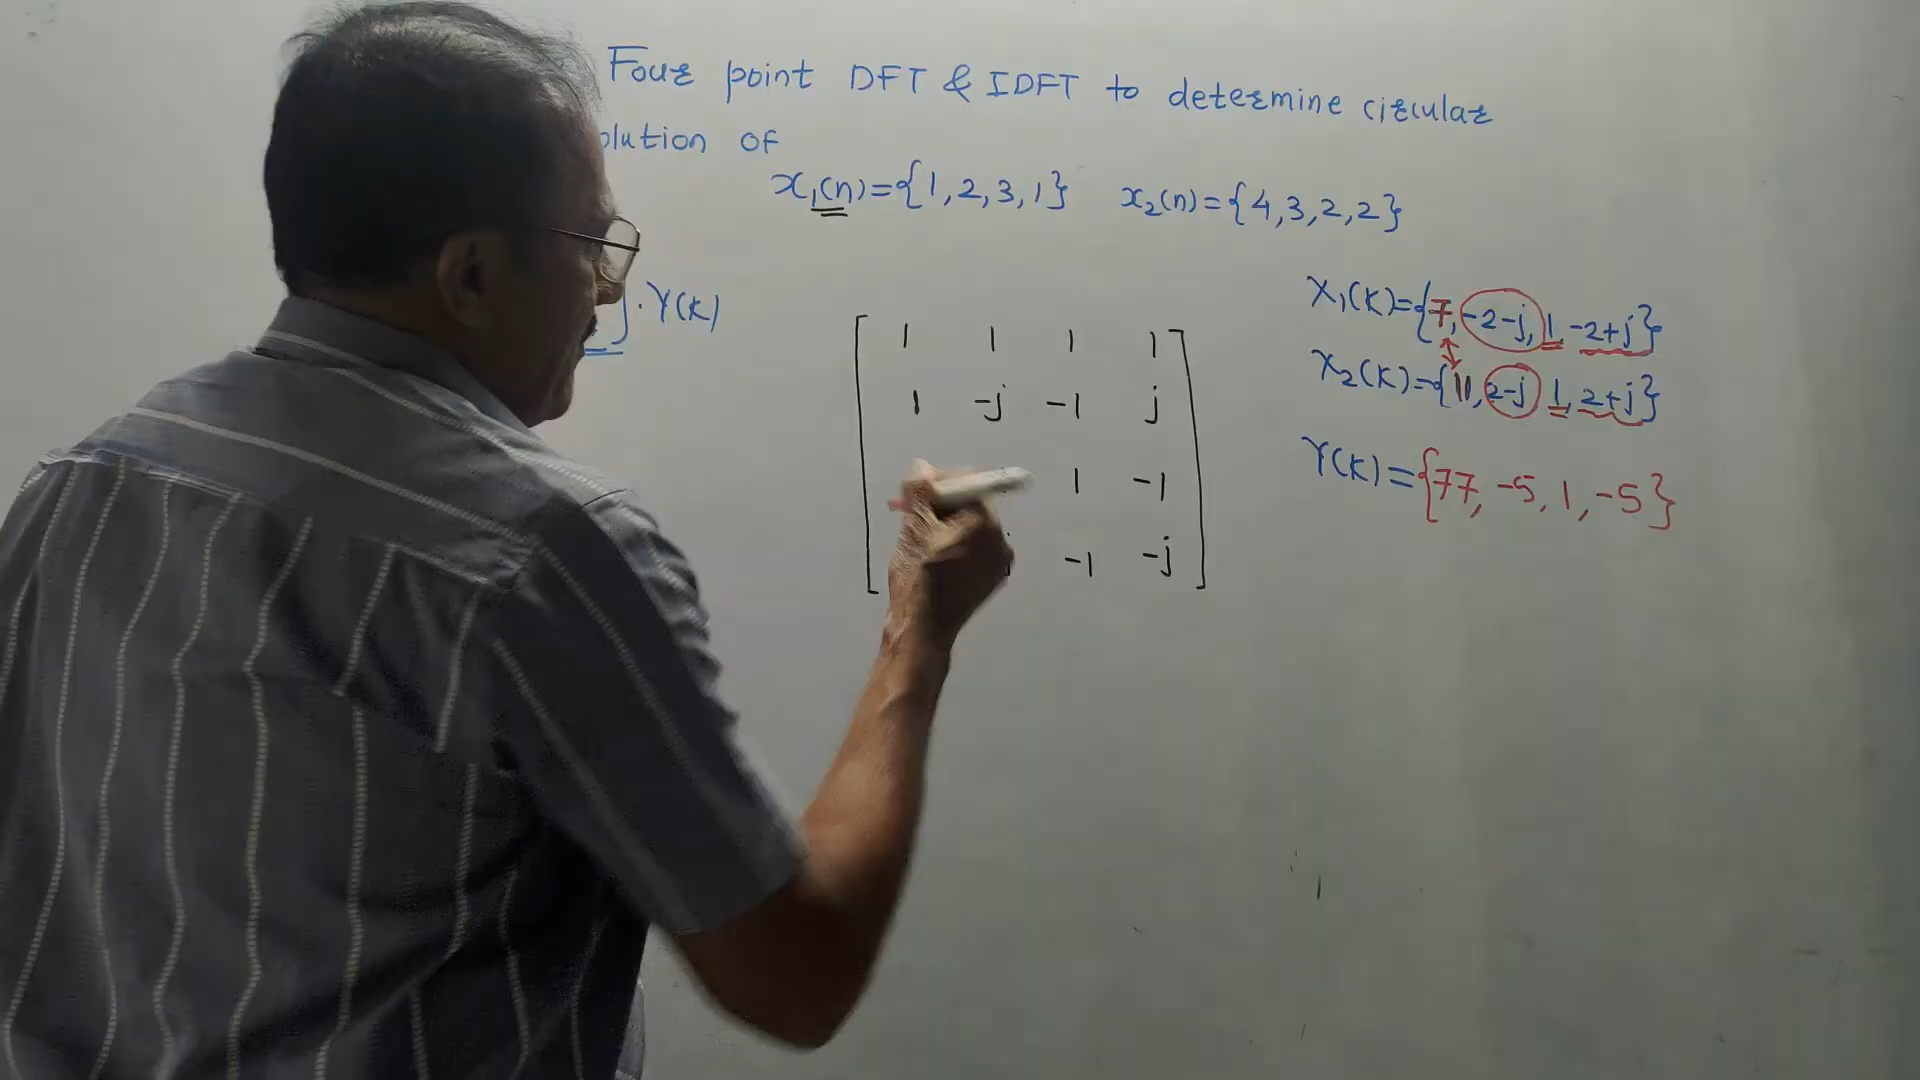 Four point DFT & IDFT to determine circular
olution of
x₁(n)={1,2,3,1} x₂(n)={4,3,2,2}
].Y(K)
1 1 1 1
1 -j -1 j
1 -1
-1 -j
X₁(K)={7,-2-j,1,-2+j}
X₂(K)={11,2-j,1,2+j}
Y(K)={77,-5,1,-5}